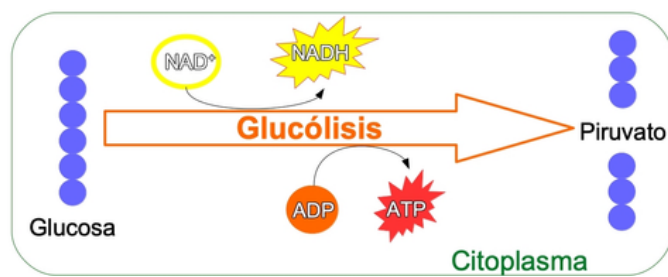 NAD⁺
NADH
Glucólisis
Piruvato
ADP
ATP
Glucosa
Citoplasma